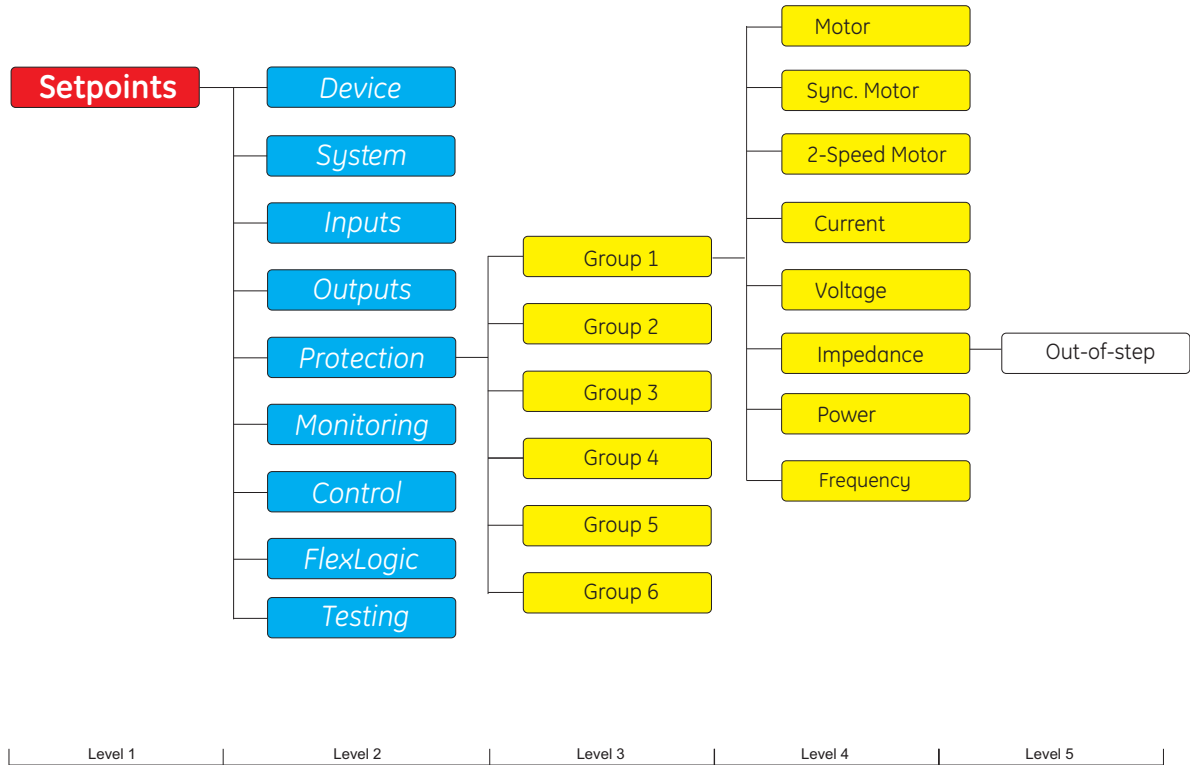 Setpoints
Device
System
Inputs
Outputs
Protection
Monitoring
Control
FlexLogic
Testing
Group 1
Group 2
Group 3
Group 4
Group 5
Group 6
Motor
Sync. Motor
2-Speed Motor
Current
Voltage
Impedance
Power
Frequency
Out-of-step
Level 1
Level 2
Level 3
Level 4
Level 5